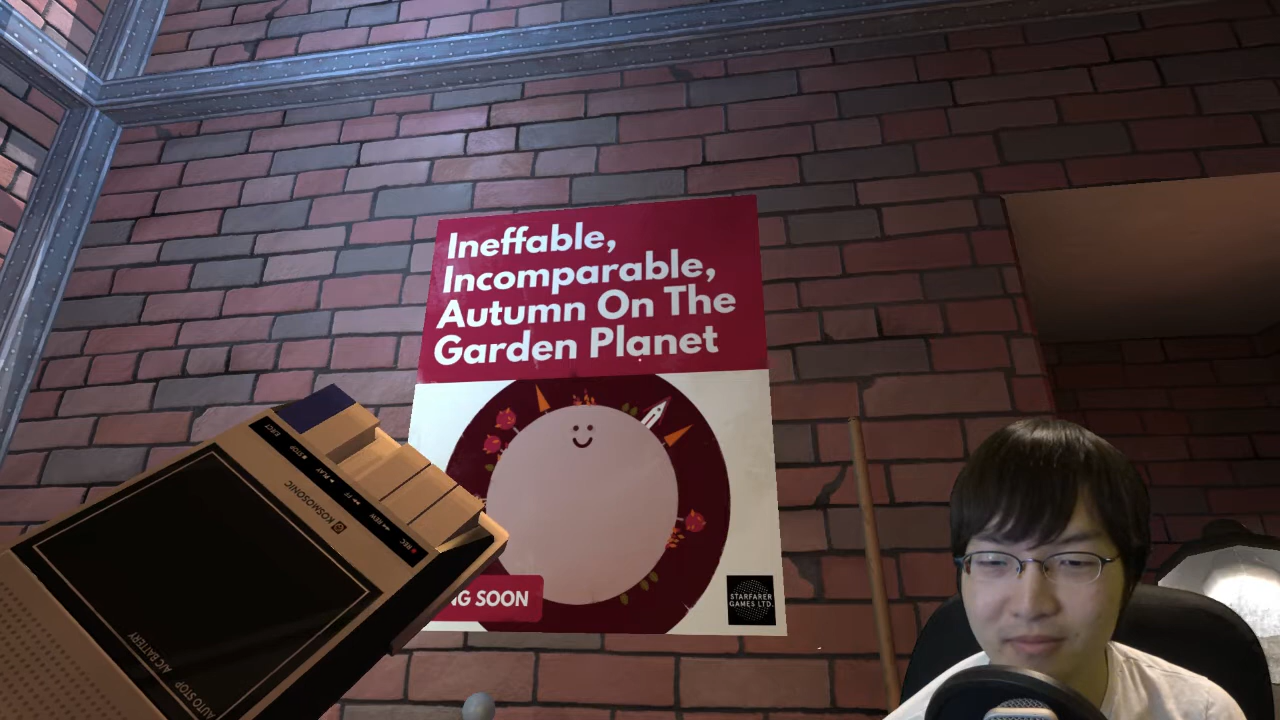 Ineffable,
Incomparable,
Autumn On The
Garden Planet
NG SOON
STARFARER
GAMES LTD.
EJECT
■ STOP
PLAY
FF
REW
REC
KOSMOSONIC
A/C BATTERY
AUTO STOP